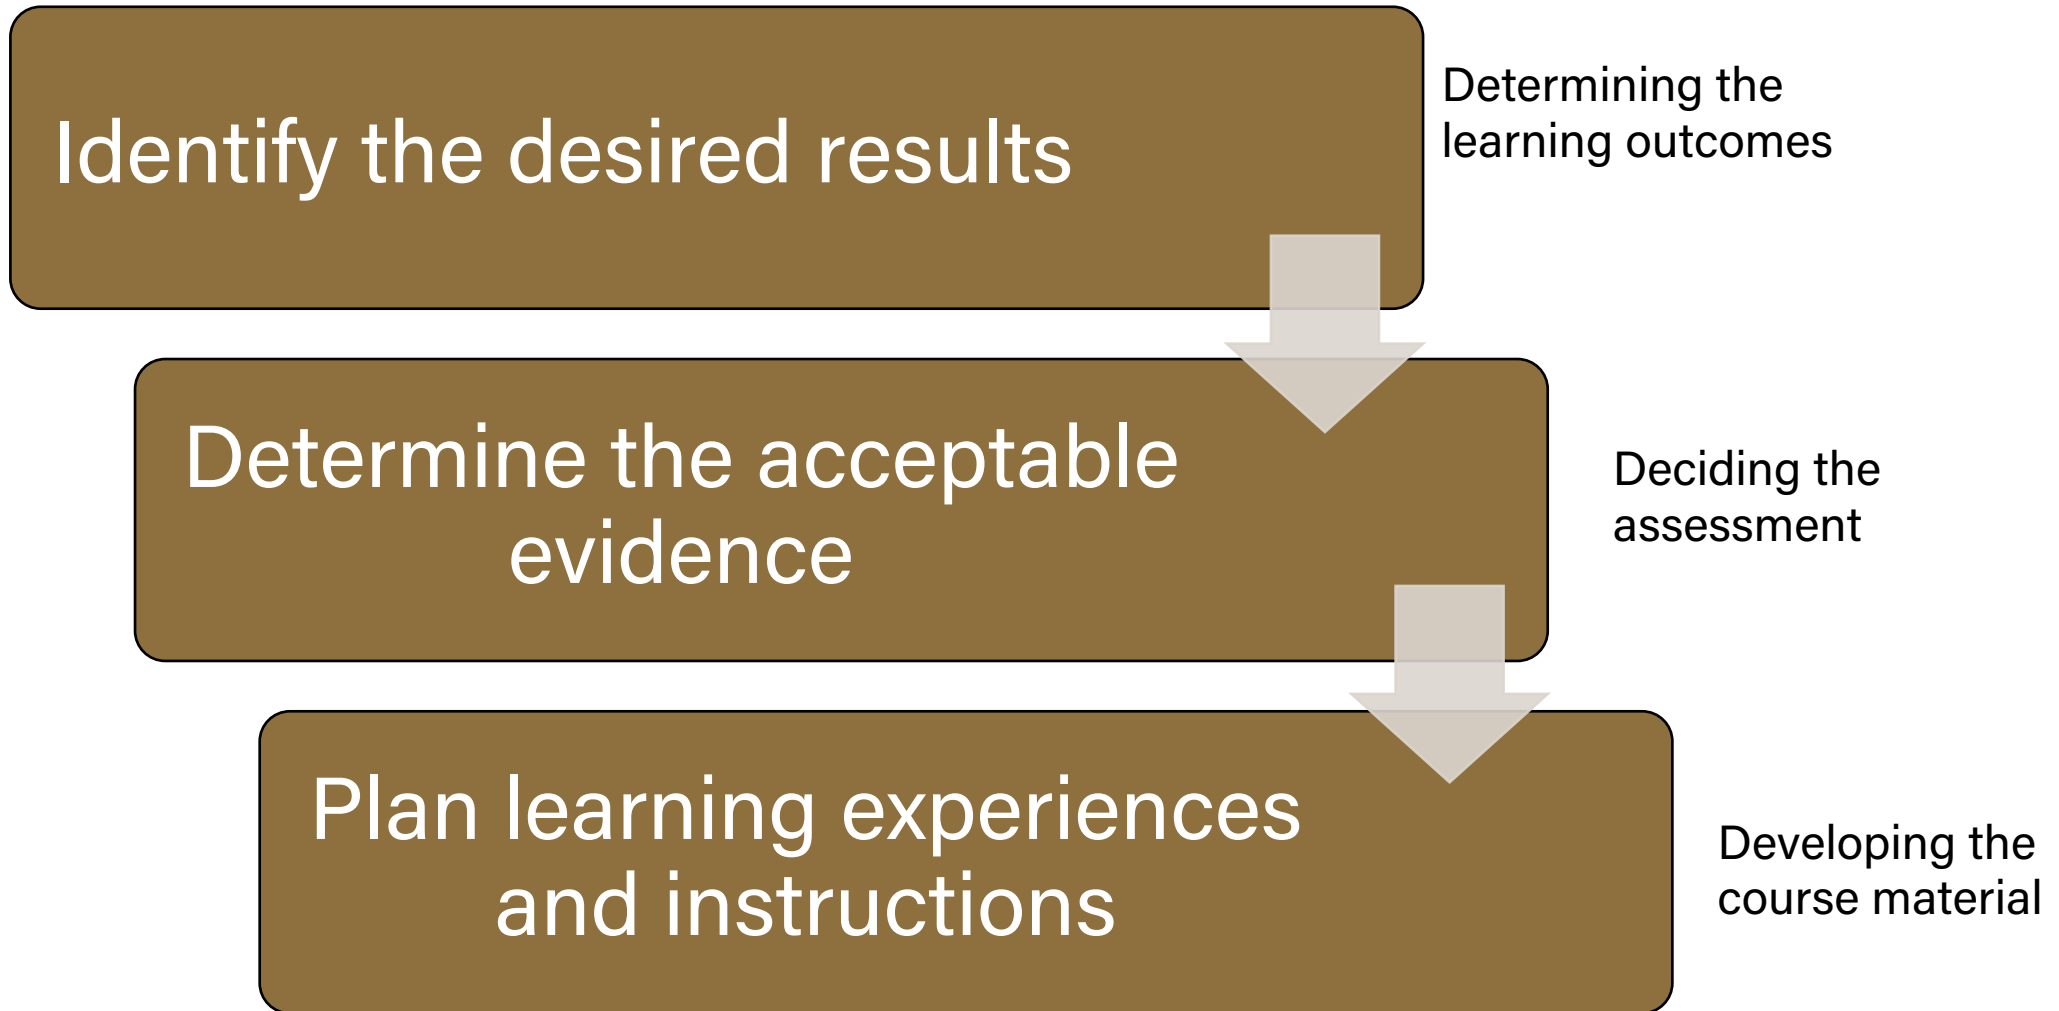 Identify the desired results
Determining the
learning outcomes
Determine the acceptable
evidence
Deciding the
assessment
Plan learning experiences
and instructions
Developing the
course material